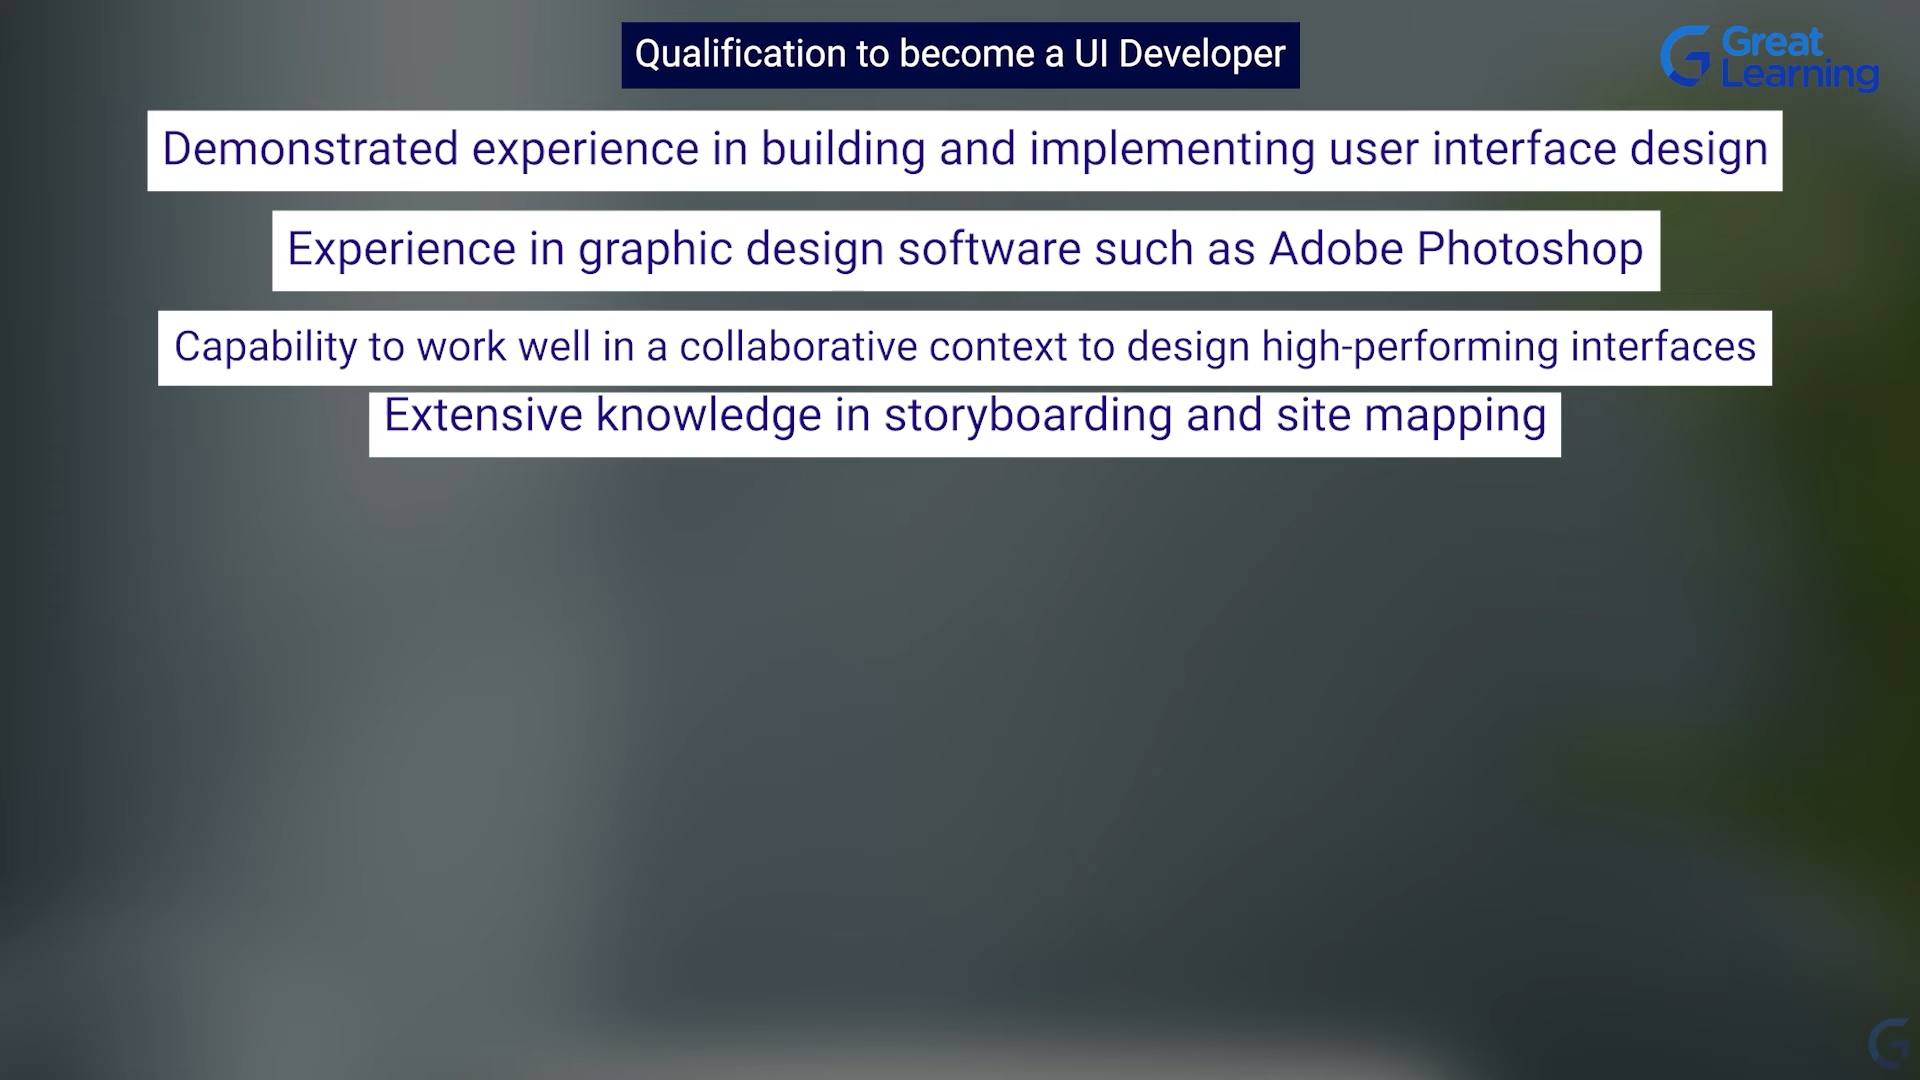 Qualification to become a UI Developer
Great
Learning
Demonstrated experience in building and implementing user interface design
Experience in graphic design software such as Adobe Photoshop
Capability to work well in a collaborative context to design high-performing interfaces
Extensive knowledge in storyboarding and site mapping